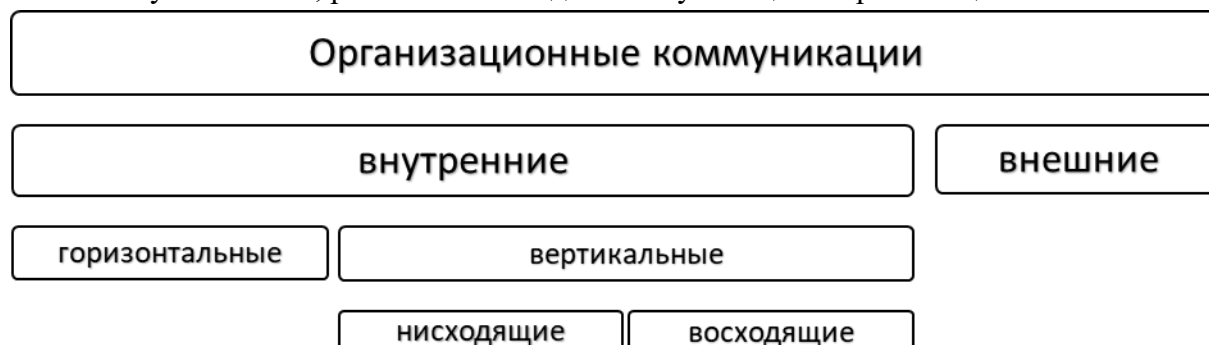 Организационные коммуникации
внутренние внешние
горизонтальные вертикальные
нисходящие восходящие